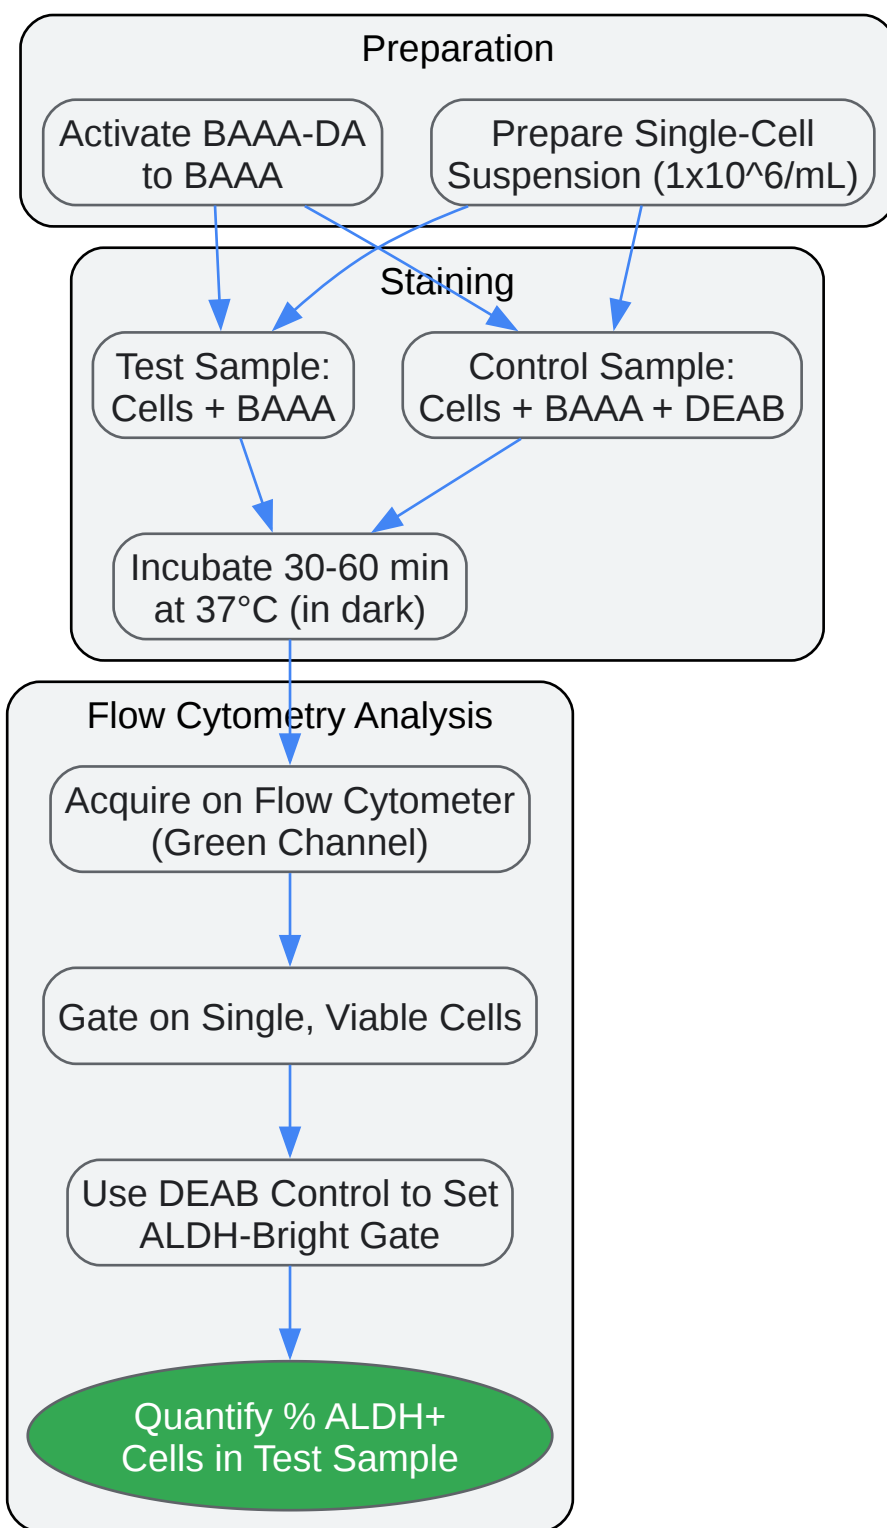 Preparation
Activate BAAA-DA
to BAAA
Prepare Single-Cell
Suspension (1x10^6/mL)
Staining
Test Sample:
Cells + BAAA
Control Sample:
Cells + BAAA + DEAB
Incubate 30-60 min
at 37°C (in dark)
Flow Cytometry Analysis
Acquire on Flow Cytometer
(Green Channel)
Gate on Single, Viable Cells
Use DEAB Control to Set
ALDH-Bright Gate
Quantify % ALDH+
Cells in Test Sample